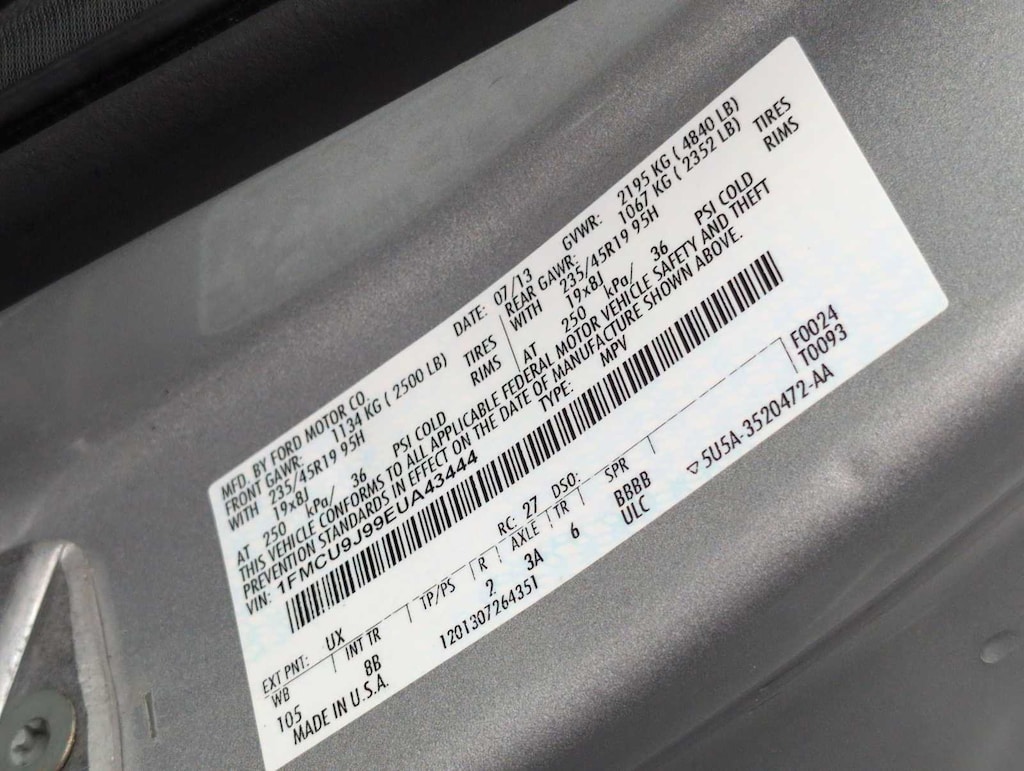 MFD. BY FORD MOTOR CO.
DATE: 07/13 GVWR: 2195 KG ( 4840 LB)
FRONT GAWR: 1134 KG ( 2500 LB) REAR GAWR: 1067 KG ( 2352 LB)
WITH 235/45R19 95H TIRES WITH 235/45R19 95H TIRES
19x8J RIMS 19x8J RIMS
AT 250 kPa/ 36 PSI COLD AT 250 kPa/ 36 PSI COLD
THIS VEHICLE CONFORMS TO ALL APPLICABLE FEDERAL MOTOR VEHICLE SAFETY AND THEFT
PREVENTION STANDARDS IN EFFECT ON THE DATE OF MANUFACTURE SHOWN ABOVE.
VIN: 1FMCU9J99EUA43444 TYPE: MPV
F0024
T0093
EXT PNT: UX RC: 27 DSO:
WB INT TR TP/PS R AXLE TR SPR
105 8B 2 3A 6 BBBB
ULC
MADE IN U.S.A. 1201307264351 ▽5U5A-3520472-AA